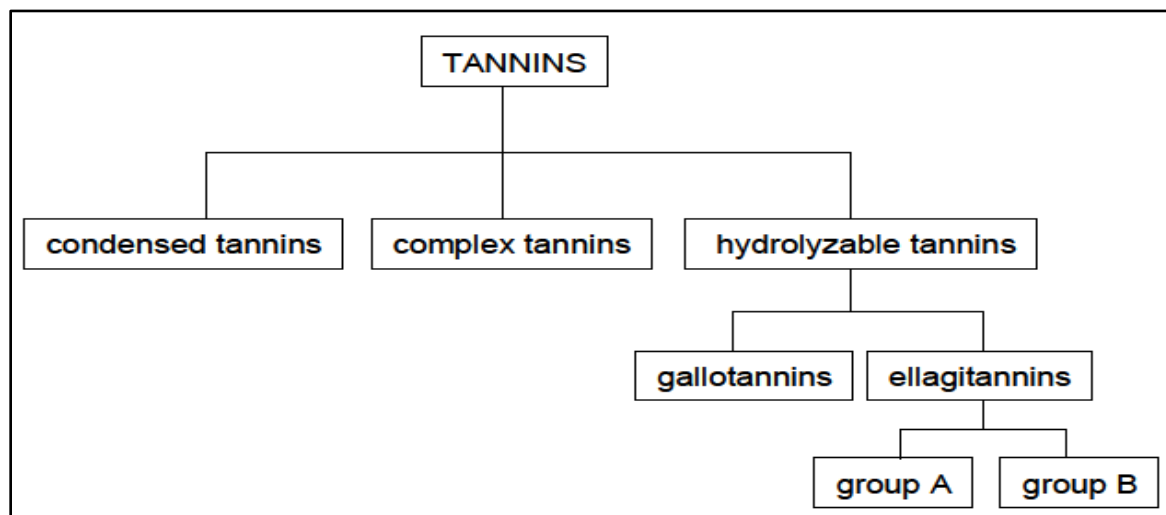 TANNINS
condensed tannins
complex tannins
hydrolyzable tannins
gallotannins
ellagitannins
group A
group B